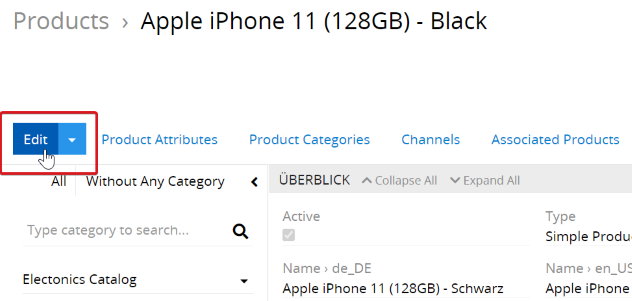 Products › Apple iPhone 11 (128GB) - Black
Edit Product Attributes Product Categories Channels Associated Products
All Without Any Category ÜBERBLICK Collapse All Expand All
Active Type
Type category to search... Simple Produ
Name › de_DE Name › en_US
Electonics Catalog Apple iPhone 11 (128GB) - Schwarz Apple iPhone